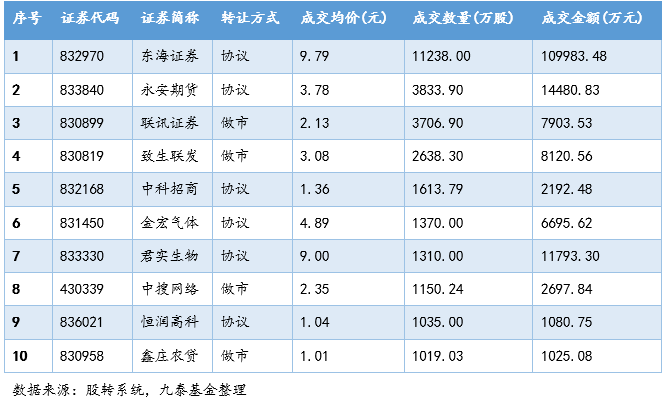 序号 证券代码 证券简称 转让方式 成交均价(元) 成交数量(万股) 成交金额(万元)
1 832970 东海证券 协议 9.79 11238.00 109983.48
2 833840 永安期货 协议 3.78 3833.90 14480.83
3 830899 联讯证券 做市 2.13 3706.90 7903.53
4 830819 致生联发 做市 3.08 2638.30 8120.56
5 832168 中科招商 协议 1.36 1613.79 2192.48
6 831450 金宏气体 协议 4.89 1370.00 6695.62
7 833330 君实生物 协议 9.00 1310.00 11793.30
8 430339 中搜网络 做市 2.35 1150.24 2697.84
9 836021 恒润高科 协议 1.04 1035.00 1080.75
10 830958 鑫庄农贷 做市 1.01 1019.03 1025.08
数据来源：股转系统，九泰基金整理